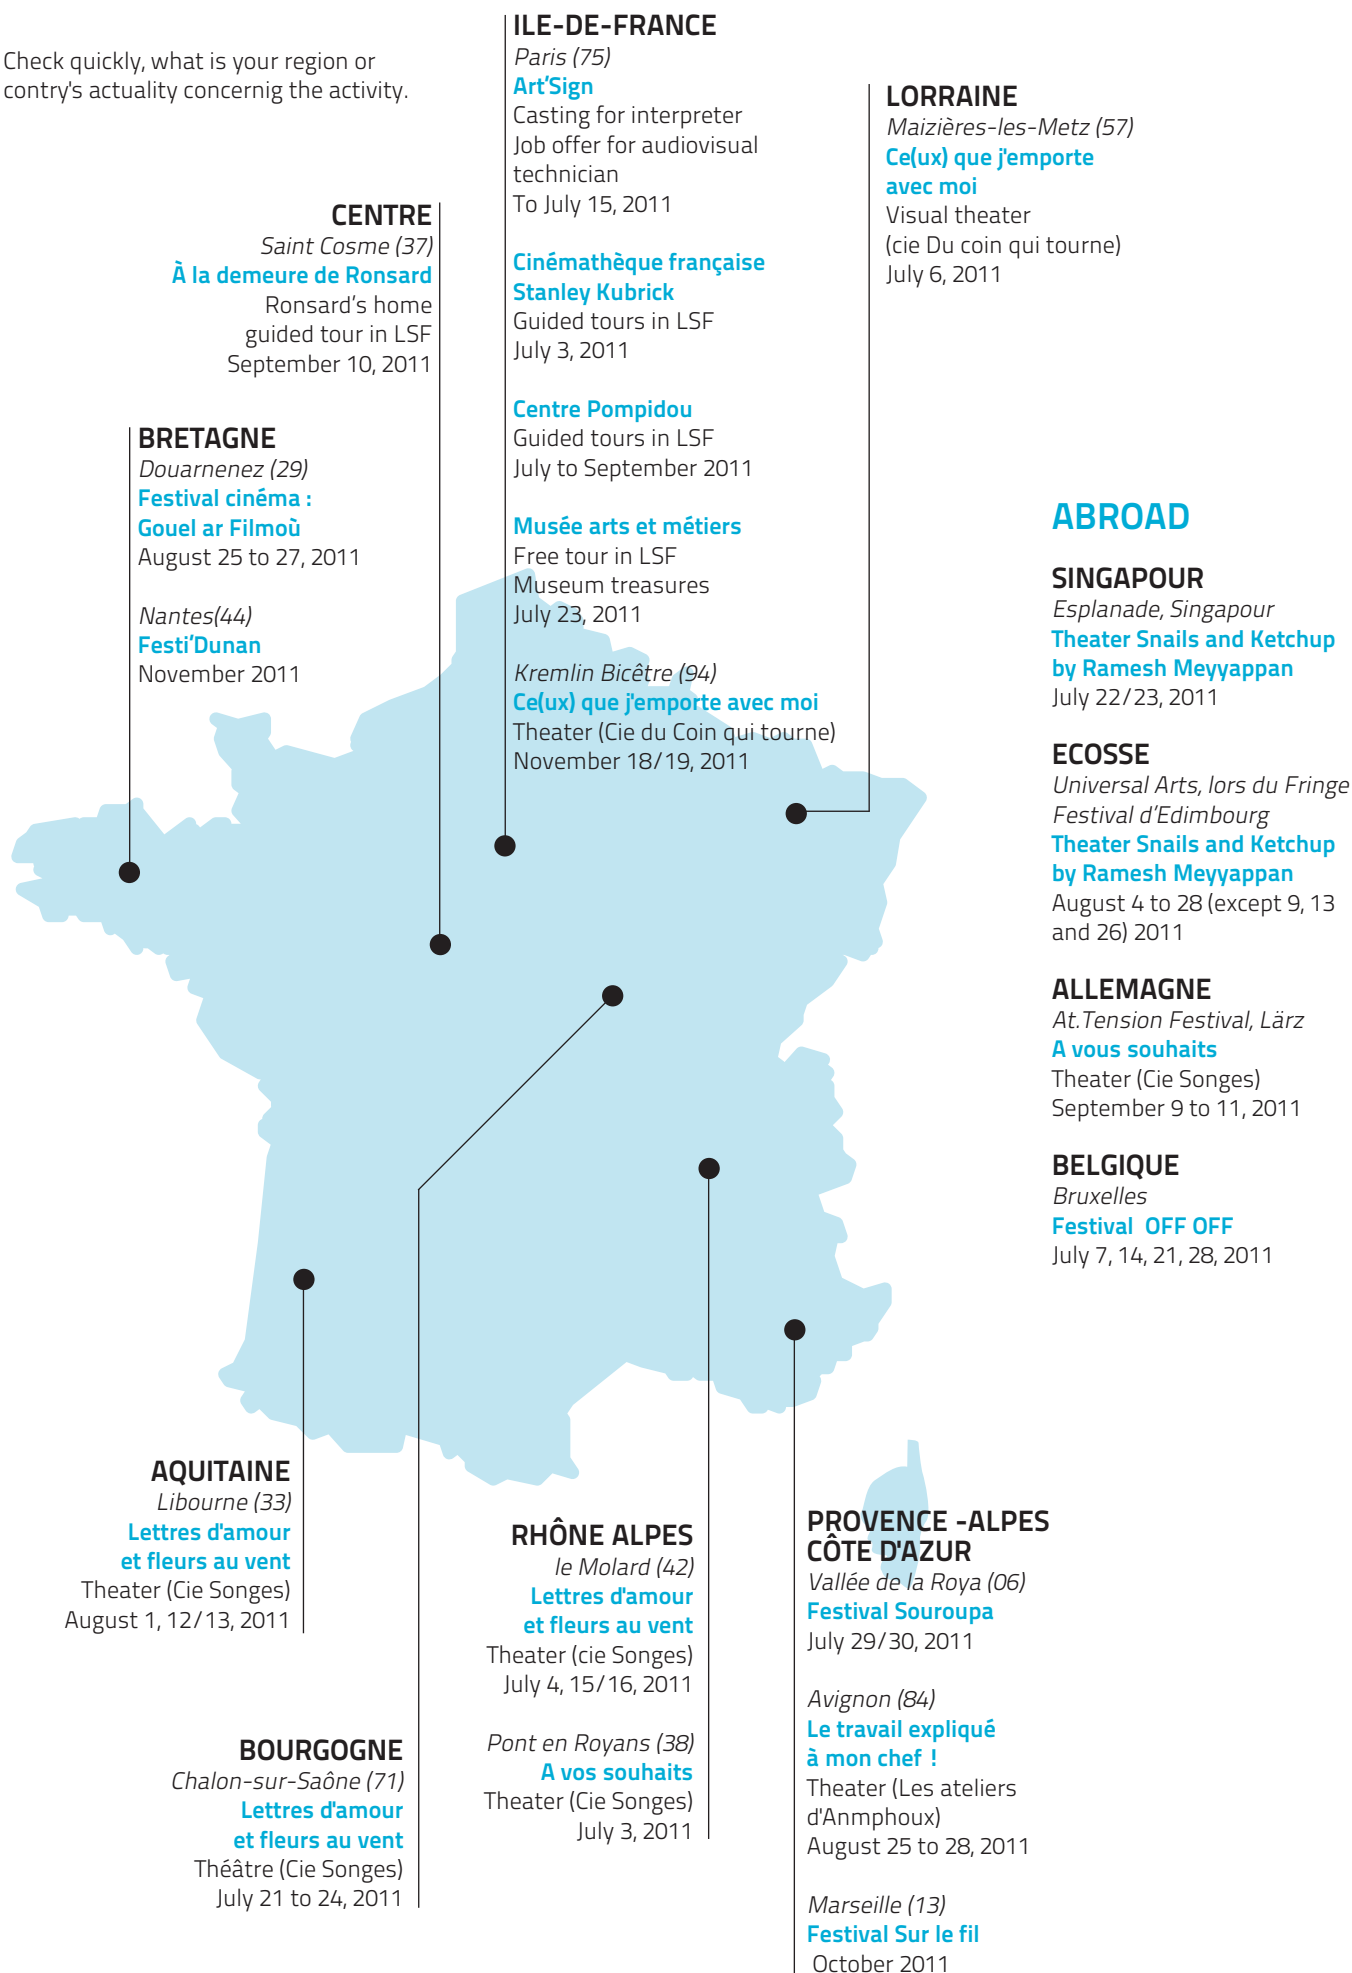 Check quickly, what is your region or
contry's actuality concernig the activity.
ILE-DE-FRANCE
Paris (75)
Art'Sign
Casting for interpreter
Job offer for audiovisual
technician
To July 15, 2011
Cinémathèque française
Stanley Kubrick
Guided tours in LSF
July 3, 2011
Centre Pompidou
Guided tours in LSF
July to September 2011
Musée arts et métiers
Free tour in LSF
Museum treasures
July 23, 2011
Kremlin Bicêtre (94)
Ce(ux) que j'emporte avec moi
Theater (Cie du Coin qui tourne)
November 18/19, 2011
LORRAINE
Maizières-les-Metz (57)
Ce(ux) que j'emporte
avec moi
Visual theater
(cie Du coin qui tourne)
July 6, 2011
CENTRE
Saint Cosme (37)
À la demeure de Ronsard
Ronsard's home
guided tour in LSF
September 10, 2011
BRETAGNE
Douarnenez (29)
Festival cinéma :
Gouel ar Filmoù
August 25 to 27, 2011
Nantes(44)
Festi'Dunan
November 2011
ABROAD
SINGAPOUR
Esplanade, Singapour
Theater Snails and Ketchup
by Ramesh Meyyappan
July 22/23, 2011
ECOSSE
Universal Arts, lors du Fringe
Festival d'Edimbourg
Theater Snails and Ketchup
by Ramesh Meyyappan
August 4 to 28 (except 9, 13
and 26) 2011
ALLEMAGNE
At.Tension Festival, Lärz
A vous souhaits
Theater (Cie Songes)
September 9 to 11, 2011
BELGIQUE
Bruxelles
Festival OFF OFF
July 7, 14, 21, 28, 2011
AQUITAINE
Libourne (33)
Lettres d'amour
et fleurs au vent
Theater (Cie Songes)
August 1, 12/13, 2011
BOURGOGNE
Chalon-sur-Saône (71)
Lettres d'amour
et fleurs au vent
Théâtre (Cie Songes)
July 21 to 24, 2011
RHÔNE ALPES
le Molard (42)
Lettres d'amour
et fleurs au vent
Theater (cie Songes)
July 4, 15/16, 2011
Pont en Royans (38)
A vos souhaits
Theater (Cie Songes)
July 3, 2011
PROVENCE -ALPES
CÔTE D'AZUR
Vallée de la Roya (06)
Festival Souroupa
July 29/30, 2011
Avignon (84)
Le travail expliqué
à mon chef !
Theater (Les ateliers
d'Anmphoux)
August 25 to 28, 2011
Marseille (13)
Festival Sur le fil
October 2011